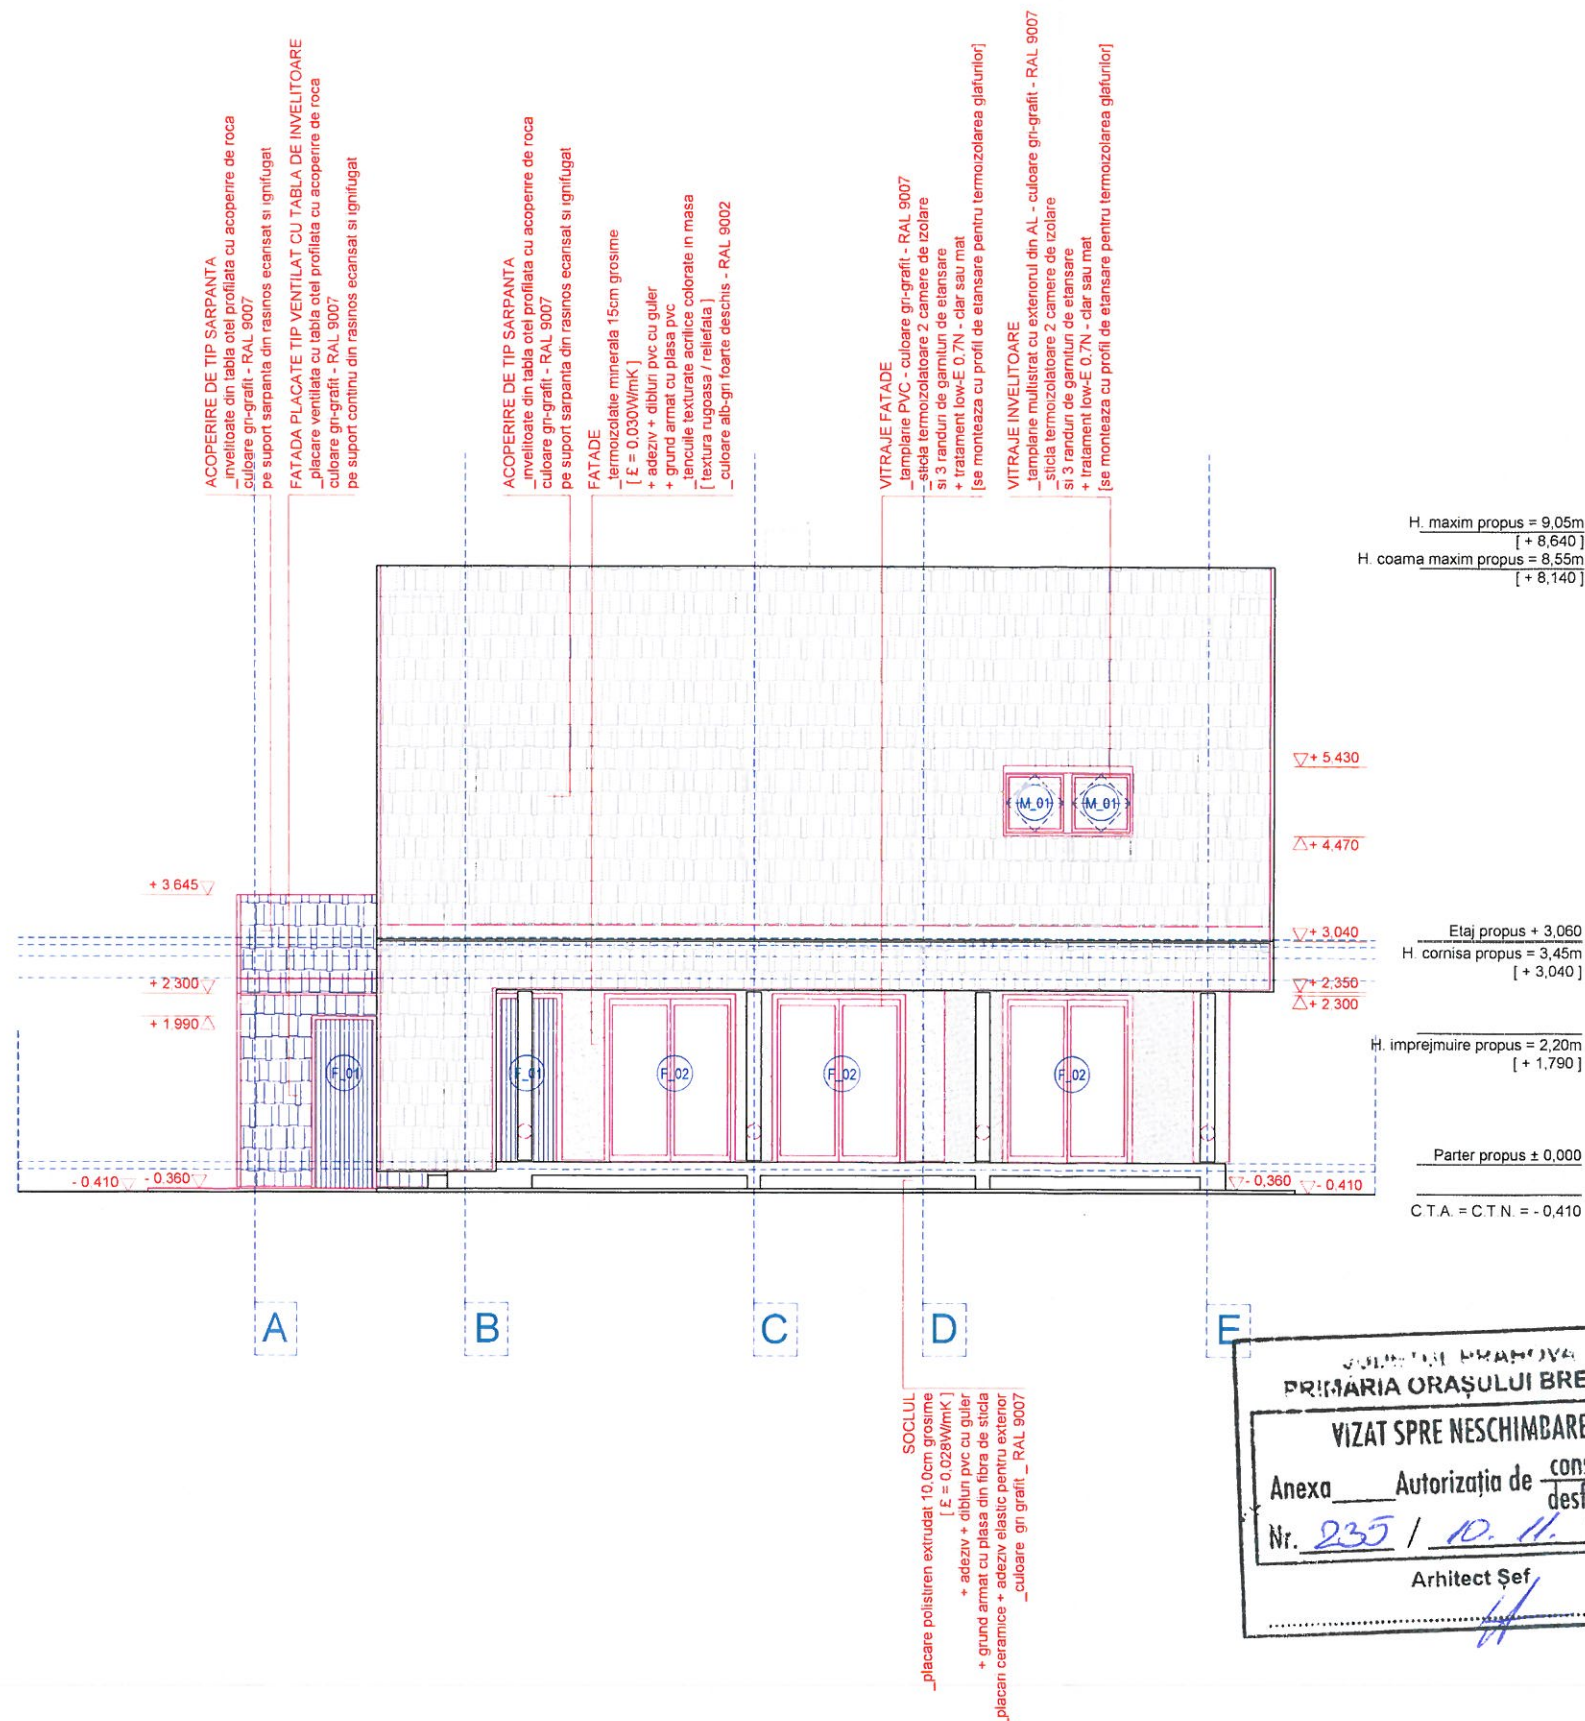 ACOPERIRE DE TIP SARPANTA
_invelitoate din tabla otel profilata cu acoperire de roca
culoare gri-grafit - RAL 9007
pe suport sarpanta din rasinos ecarisat si ignifugat
FATADA PLACATE TIP VENTILAT CU TABLA DE INVELITOARE
_placare ventilata cu tabla otel profilata cu acoperire de roca
culoare gri-grafit - RAL 9007
pe suport continu din rasinos ecarisat si ignifugat
ACOPERIRE DE TIP SARPANTA
_invelitoate din tabla otel profilata cu acoperire de roca
culoare gri-grafit - RAL 9007
pe suport sarpanta din rasinos ecarisat si ignifugat
FATADE
_termoizolatie minerala 15cm grosime
[ £ = 0.030W/mK ]
+ adeziv + dibluri pvc cu guler
+ grund armat cu plasa pvc
_tencuile texturate acrilice colorate in masa
[ textura rugoasa / reliefata ]
_culoare alb-gri foarte deschis - RAL 9002
VITRAJE FATADE
_tamplarie PVC - culoare gri-grafit - RAL 9007
_sticla termoizolatoare 2 camere de izolare
si 3 randuri de garnituri de etansare
+ tratament low-E 0.7N - clar sau mat
[se monteaza cu profil de etansare pentru termoizolarea glafurilor]
VITRAJE INVELITOARE
_tamplarie multistrat cu exteriorul din AL - culoare gri-grafit - RAL 9007
_sticla termoizolatoare 2 camere de izolare
si 3 randuri de garnituri de etansare
+ tratament low-E 0.7N - clar sau mat
[se monteaza cu profil de etansare pentru termoizolarea glafurilor]
H. maxim propus = 9,05m
[ + 8,640 ]
H. coama maxim propus = 8,55m
[ + 8,140 ]
+ 5,430
M_01 M_01
+ 4,470
+ 3 645
+ 3,040
Etaj propus + 3,060
H. cornisa propus = 3,45m
[ + 3,040 ]
+ 2 300
+ 2,350
+ 2 300
+ 1 990
H. imprejmuire propus = 2,20m
[ + 1,790 ]
F_01 F_01 F_02 F_02 F_02
Parter propus ± 0,000
- 0 410 - 0.360
- 0,360 - 0,410
C.T.A. = C.T.N. = - 0,410
A B C D E
SOCLUL
_placare polistiren extrudat 10,0cm grosime
[ £ = 0,028W/mK ]
+ adeziv + dibluri pvc cu guler
+ grund armat cu plasa din fibra de sticla
_placari ceramice + adeziv elastic pentru exterior
_culoare gri grafit _ RAL 9007
JUDEȚUL PRAHOVA
PRIMĂRIA ORAȘULUI BRE
VIZAT SPRE NESCHIMBARE
Anexa____ Autorizația de cons
desf
Nr. 235 / 10. 11.
Arhitect Șef